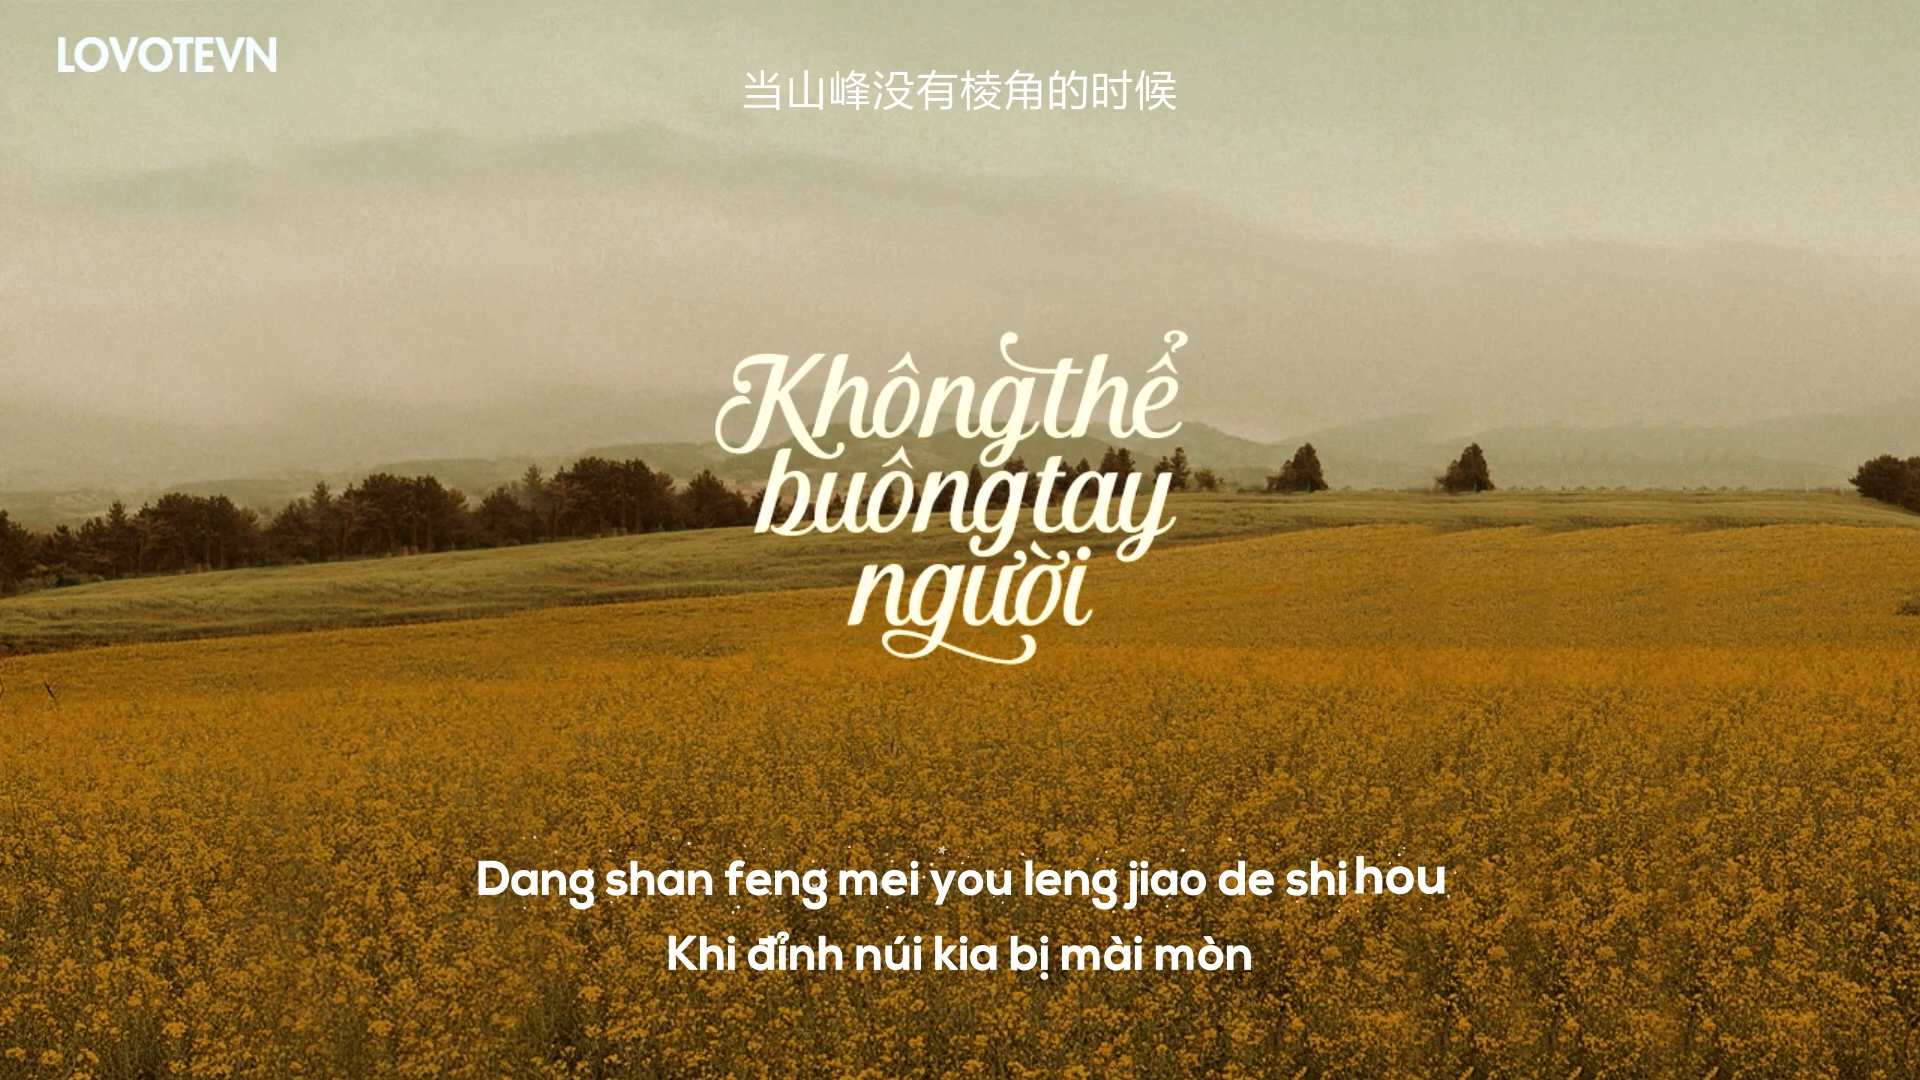 LOVOTEVN
当山峰没有棱角的时候
Không thể
buông tay
người
Dang shan feng mei you leng jiao de shi hou
Khi đỉnh núi kia bị mài mòn